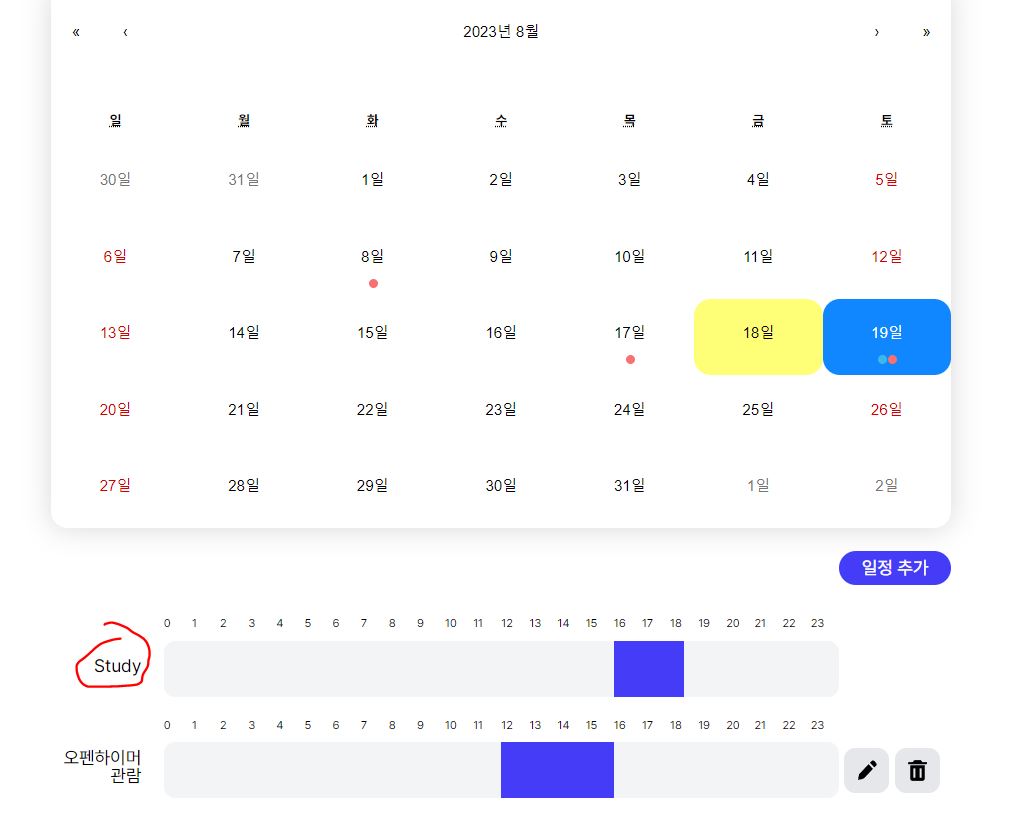 « ‹ 2023년 8월 › »
일 월 화 수 목 금 토
30일 31일 1일 2일 3일 4일 5일
6일 7일 8일 9일 10일 11일 12일
13일 14일 15일 16일 17일 18일 19일
20일 21일 22일 23일 24일 25일 26일
27일 28일 29일 30일 31일 1일 2일
일정 추가
0 1 2 3 4 5 6 7 8 9 10 11 12 13 14 15 16 17 18 19 20 21 22 23
Study
0 1 2 3 4 5 6 7 8 9 10 11 12 13 14 15 16 17 18 19 20 21 22 23
오펜하이머
관람